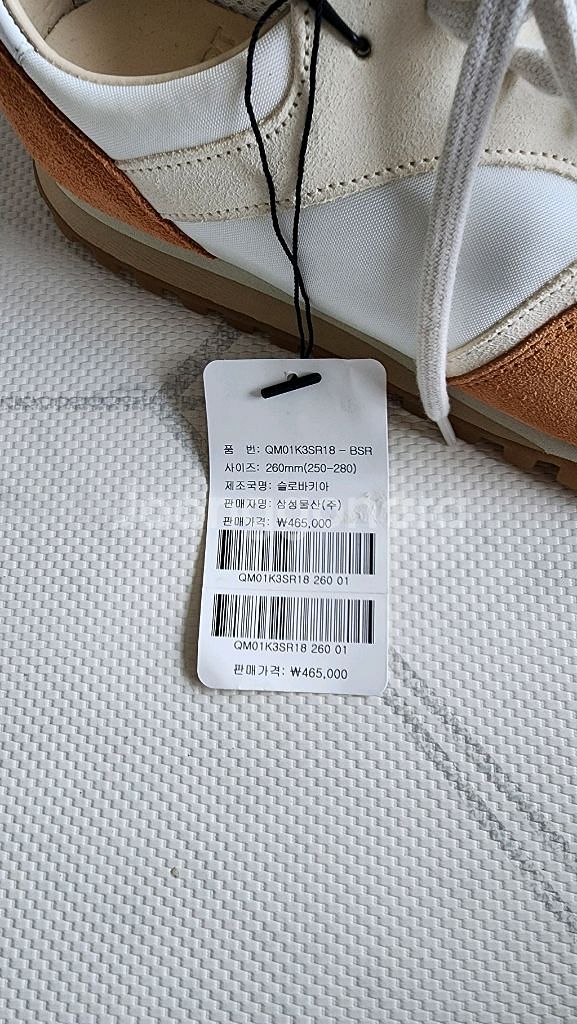 품 번: QM01K3SR18 - BSR
사이즈: 260mm(250-280)
제조국명: 슬로바키아
판매자명: 삼성물산(주)
판매가격: ₩465,000
QM01K3SR18 260 01
QM01K3SR18 260 01
판매가격: ₩465,000